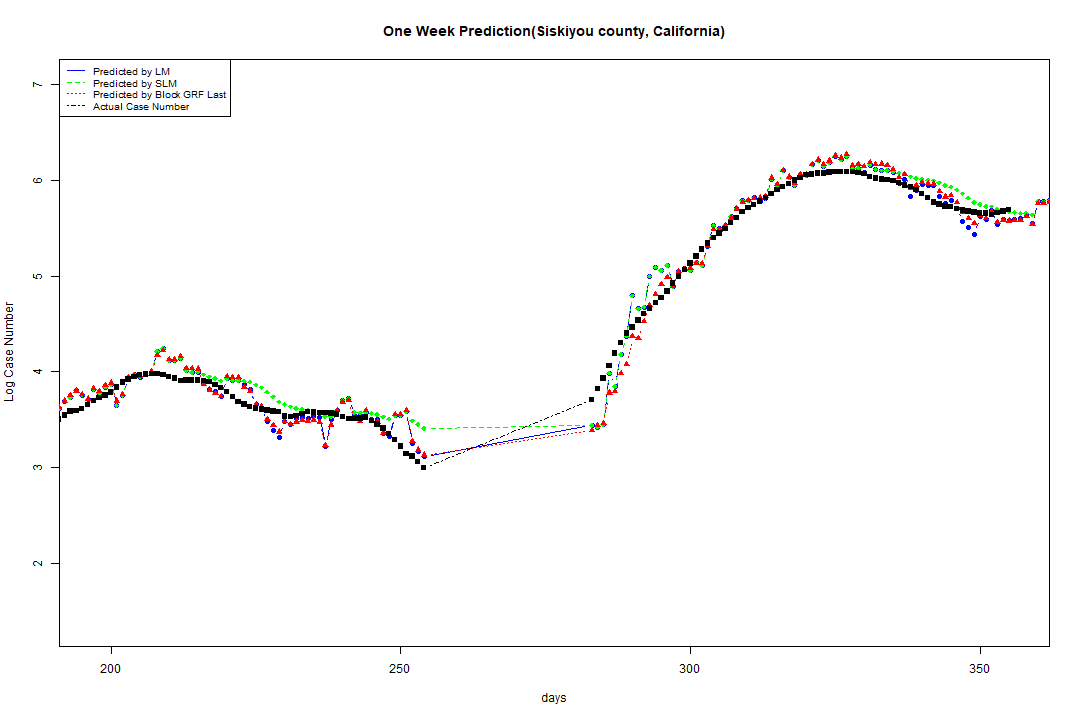 One Week Prediction(Siskiyou county, California)
Predicted by LM
Predicted by SLM
Predicted by Block GRF Last
Actual Case Number
7
6
5
4
3
2
Log Case Number
200 250 300 350
days